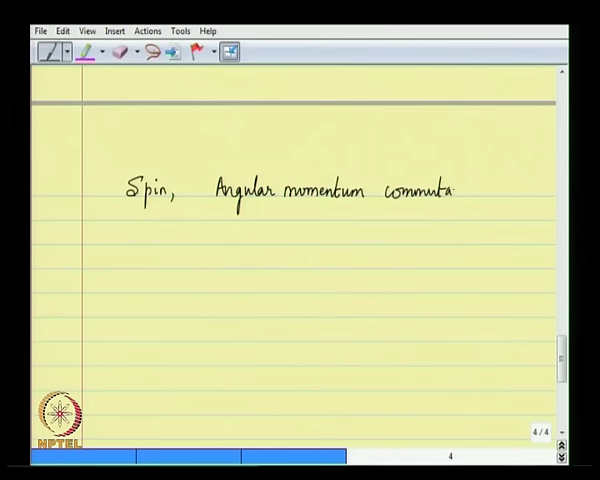 File Edit View Insert Actions Tools Help
Spin, Angular momentum commuta
4/4
NPTEL
4